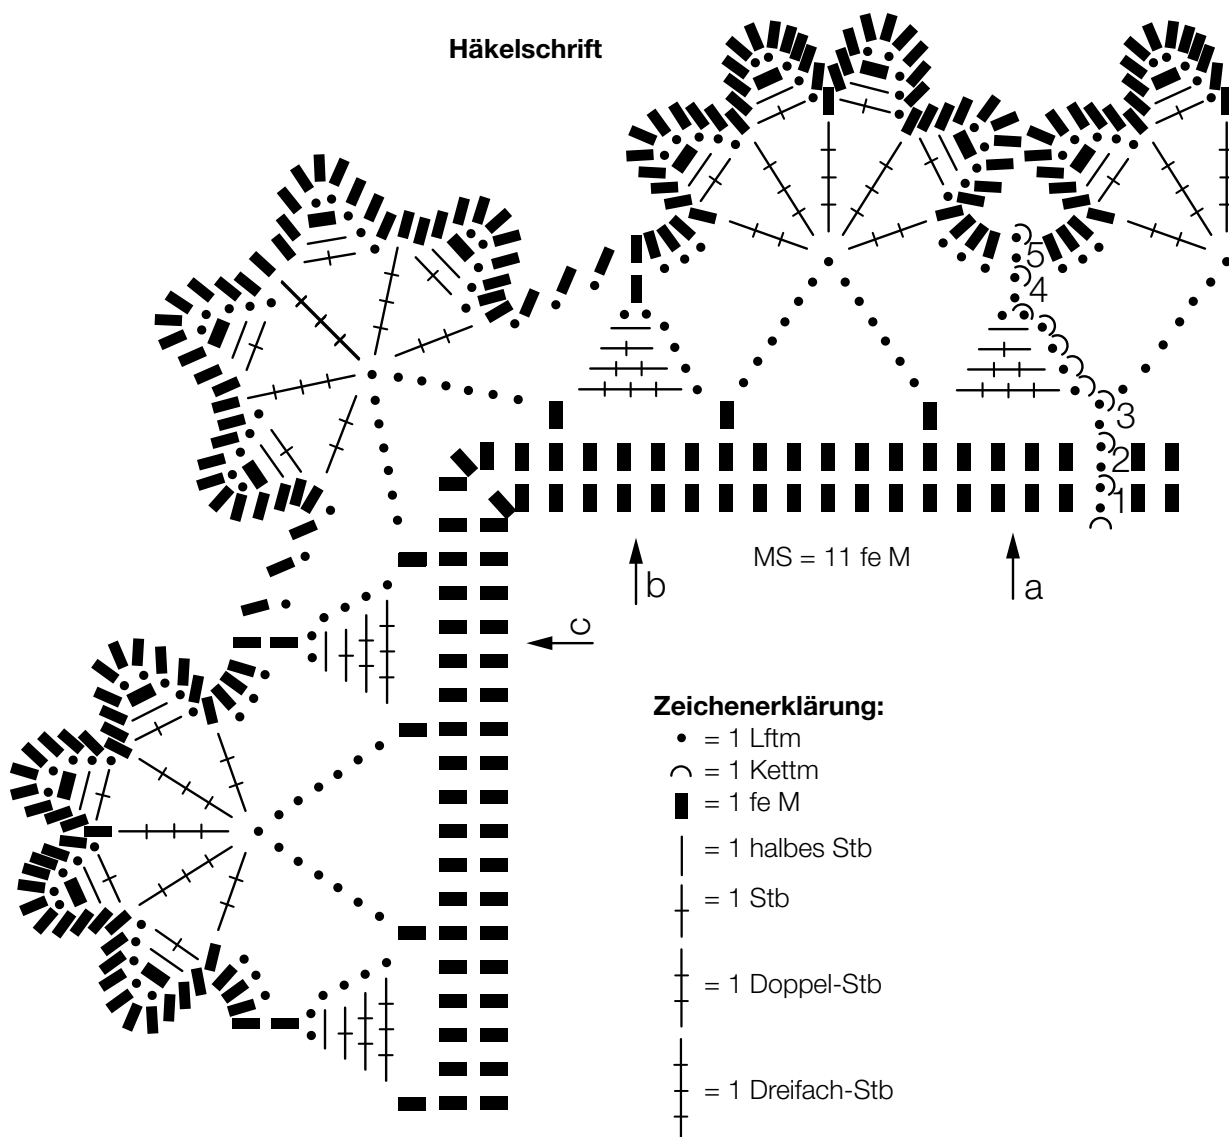 Häkelschrift
5
4
3
2
1
MS = 11 fe M
b
a
c
Zeichenerklärung:
= 1 Lftm
= 1 Kettm
= 1 fe M
= 1 halbes Stb
= 1 Stb
= 1 Doppel-Stb
= 1 Dreifach-Stb